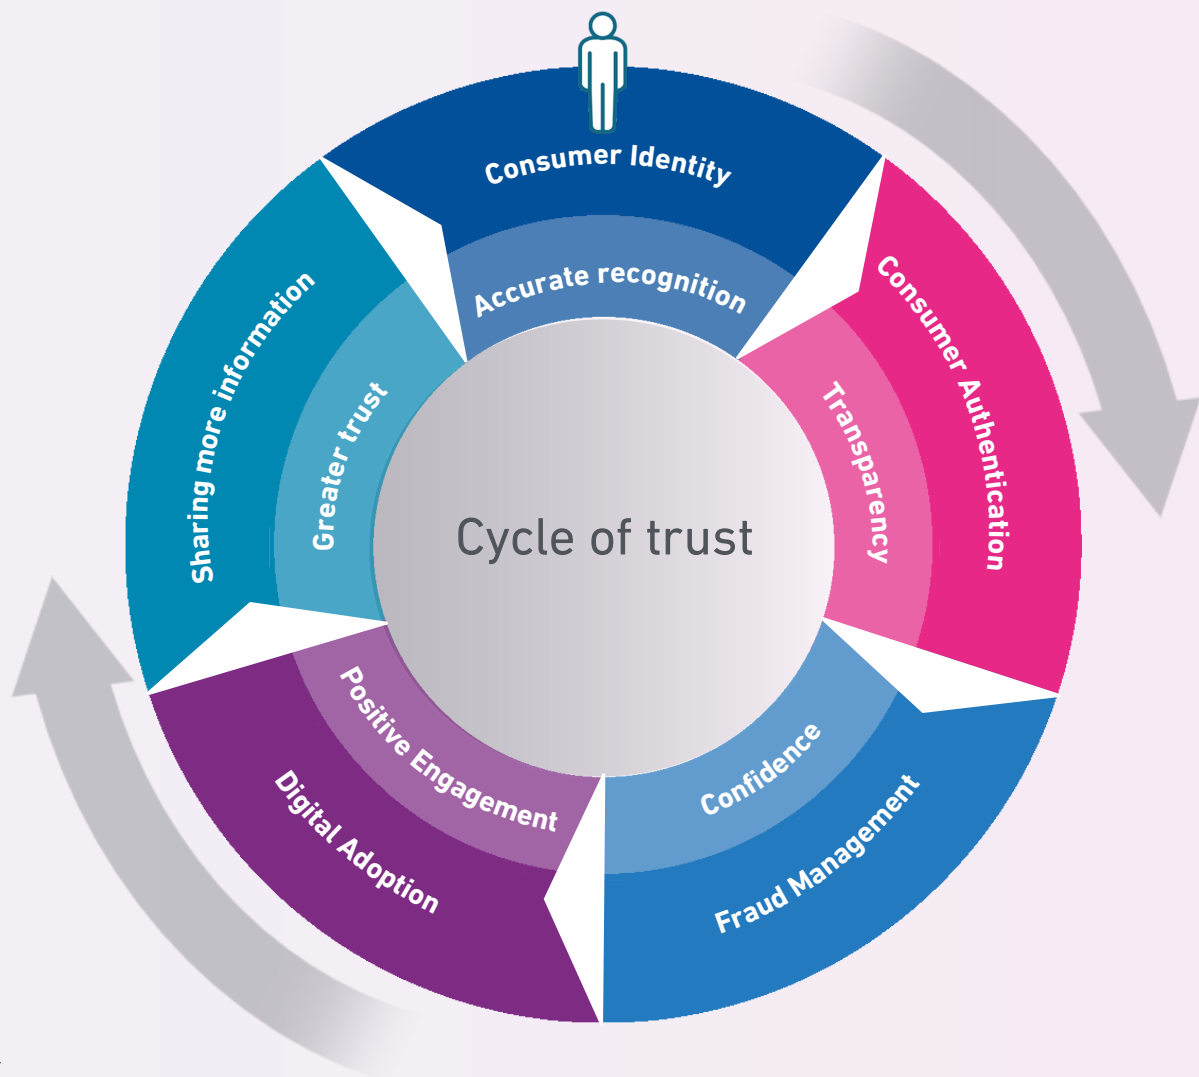 Consumer Identity
Accurate recognition
Consumer Authentication
Transparency
Fraud Management
Confidence
Digital Adoption
Positive Engagement
Sharing more information
Greater trust
Cycle of trust